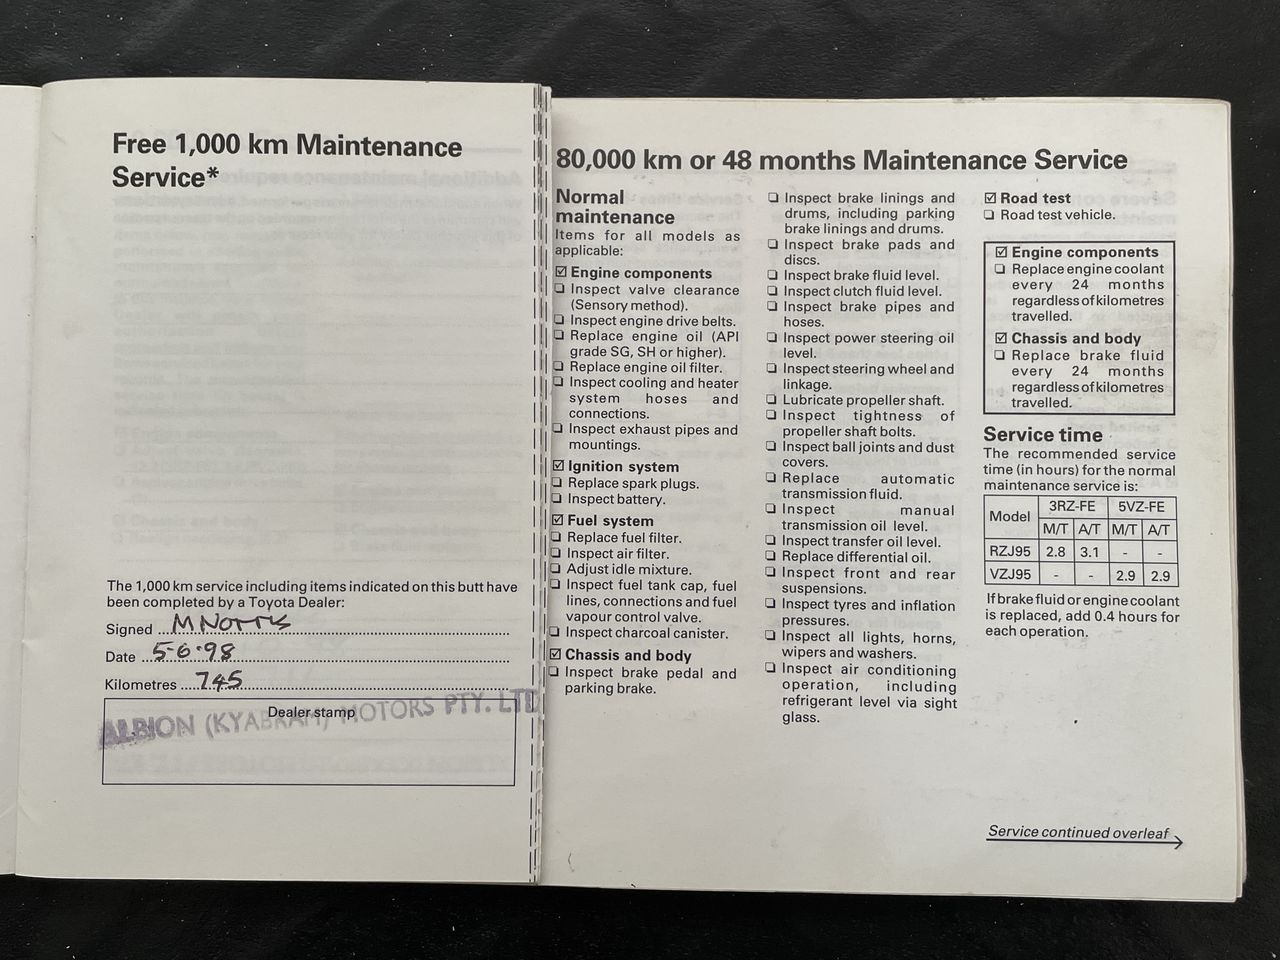 Free 1,000 km Maintenance
Service*
The 1,000 km service including items indicated on this butt have
been completed by a Toyota Dealer:
Signed M Norris
Date 5-6-98
Kilometres 745
Dealer stamp
ALBION (KYABRAM) MOTORS PTY. LTD
80,000 km or 48 months Maintenance Service
Normal
maintenance
Items for all models as
applicable:
☑ Engine components
❏ Inspect valve clearance
(Sensory method).
❏ Inspect engine drive belts.
❏ Replace engine oil (API
grade SG, SH or higher).
❏ Replace engine oil filter.
❏ Inspect cooling and heater
system hoses and
connections.
❏ Inspect exhaust pipes and
mountings.
☑ Ignition system
❏ Replace spark plugs.
❏ Inspect battery.
☑ Fuel system
❏ Replace fuel filter.
❏ Inspect air filter.
❏ Adjust idle mixture.
❏ Inspect fuel tank cap, fuel
lines, connections and fuel
vapour control valve.
❏ Inspect charcoal canister.
☑ Chassis and body
❏ Inspect brake pedal and
parking brake.
❏ Inspect brake linings and
drums, including parking
brake linings and drums.
❏ Inspect brake pads and
discs.
❏ Inspect brake fluid level.
❏ Inspect clutch fluid level.
❏ Inspect brake pipes and
hoses.
❏ Inspect power steering oil
level.
❏ Inspect steering wheel and
linkage.
❏ Lubricate propeller shaft.
❏ Inspect tightness of
propeller shaft bolts.
❏ Inspect ball joints and dust
covers.
❏ Replace automatic
transmission fluid.
❏ Inspect manual
transmission oil level.
❏ Inspect transfer oil level.
❏ Replace differential oil.
❏ Inspect front and rear
suspensions.
❏ Inspect tyres and inflation
pressures.
❏ Inspect all lights, horns,
wipers and washers.
❏ Inspect air conditioning
operation, including
refrigerant level via sight
glass.
☑ Road test
❏ Road test vehicle.
☑ Engine components
❏ Replace engine coolant
every 24 months
regardless of kilometres
travelled.
☑ Chassis and body
❏ Replace brake fluid
every 24 months
regardless of kilometres
travelled.
Service time
The recommended service
time (in hours) for the normal
maintenance service is:
Model 3RZ-FE 5VZ-FE
M/T A/T M/T A/T
RZJ95 2.8 3.1 - -
VZJ95 - - 2.9 2.9
If brake fluid or engine coolant
is replaced, add 0.4 hours for
each operation.
Service continued overleaf